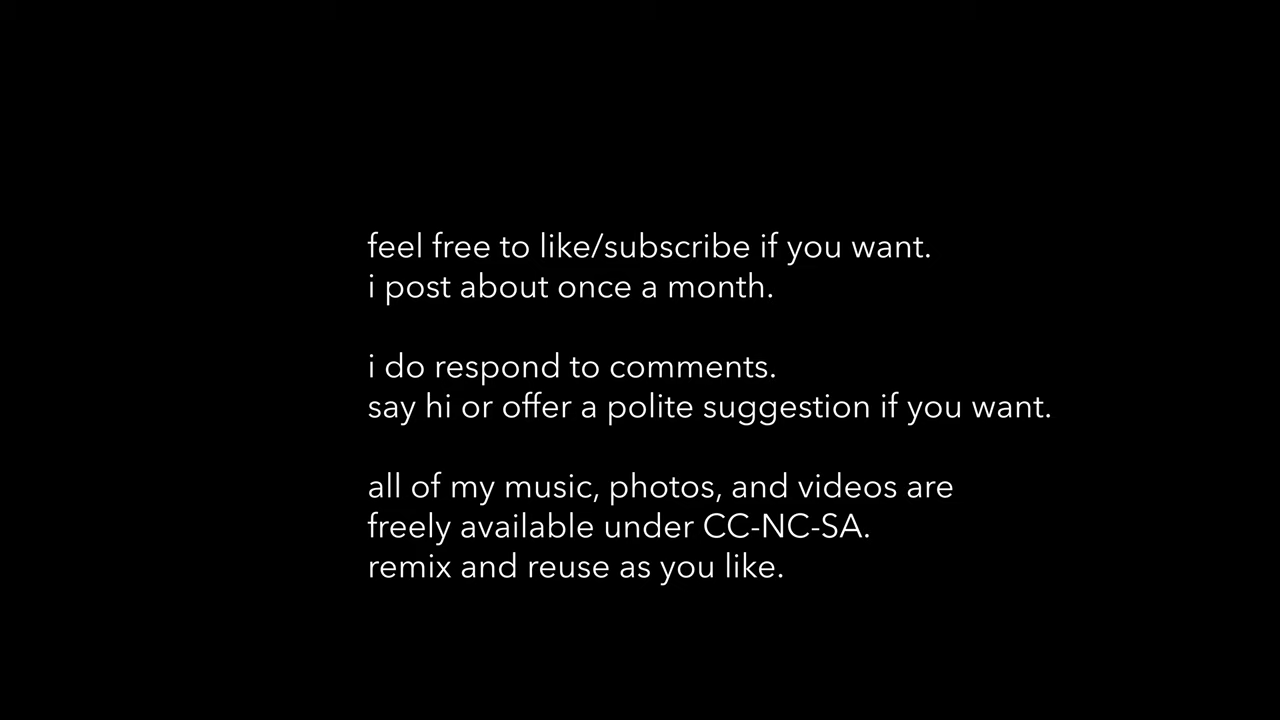 feel free to like/subscribe if you want.
i post about once a month.
i do respond to comments.
say hi or offer a polite suggestion if you want.
all of my music, photos, and videos are
freely available under CC-NC-SA.
remix and reuse as you like.